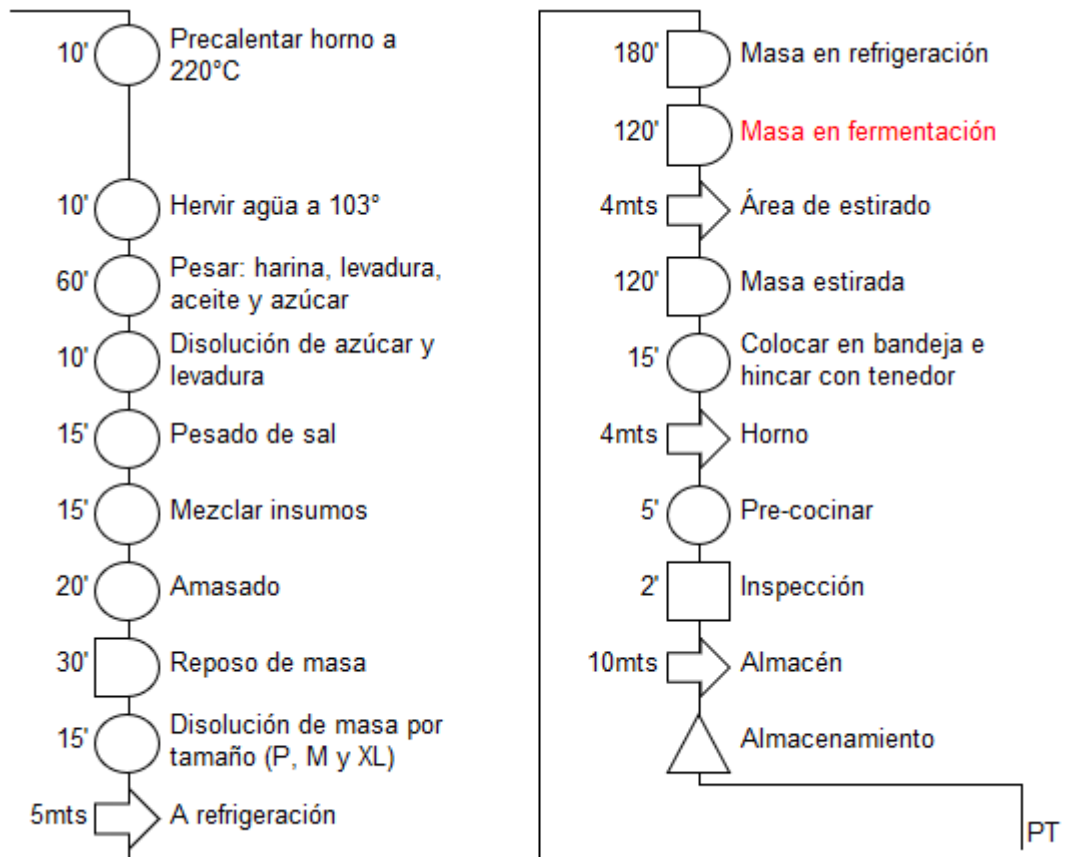 10' Precalentar horno a
220°C
10' Hervir agüa a 103°
60' Pesar: harina, levadura,
aceite y azúcar
10' Disolución de azúcar y
levadura
15' Pesado de sal
15' Mezclar insumos
20' Amasado
30' Reposo de masa
15' Disolución de masa por
tamaño (P, M y XL)
5mts A refrigeración
180' Masa en refrigeración
120' Masa en fermentación
4mts Área de estirado
120' Masa estirada
15' Colocar en bandeja e
hincar con tenedor
4mts Horno
5' Pre-cocinar
2' Inspección
10mts Almacén
Almacenamiento
PT